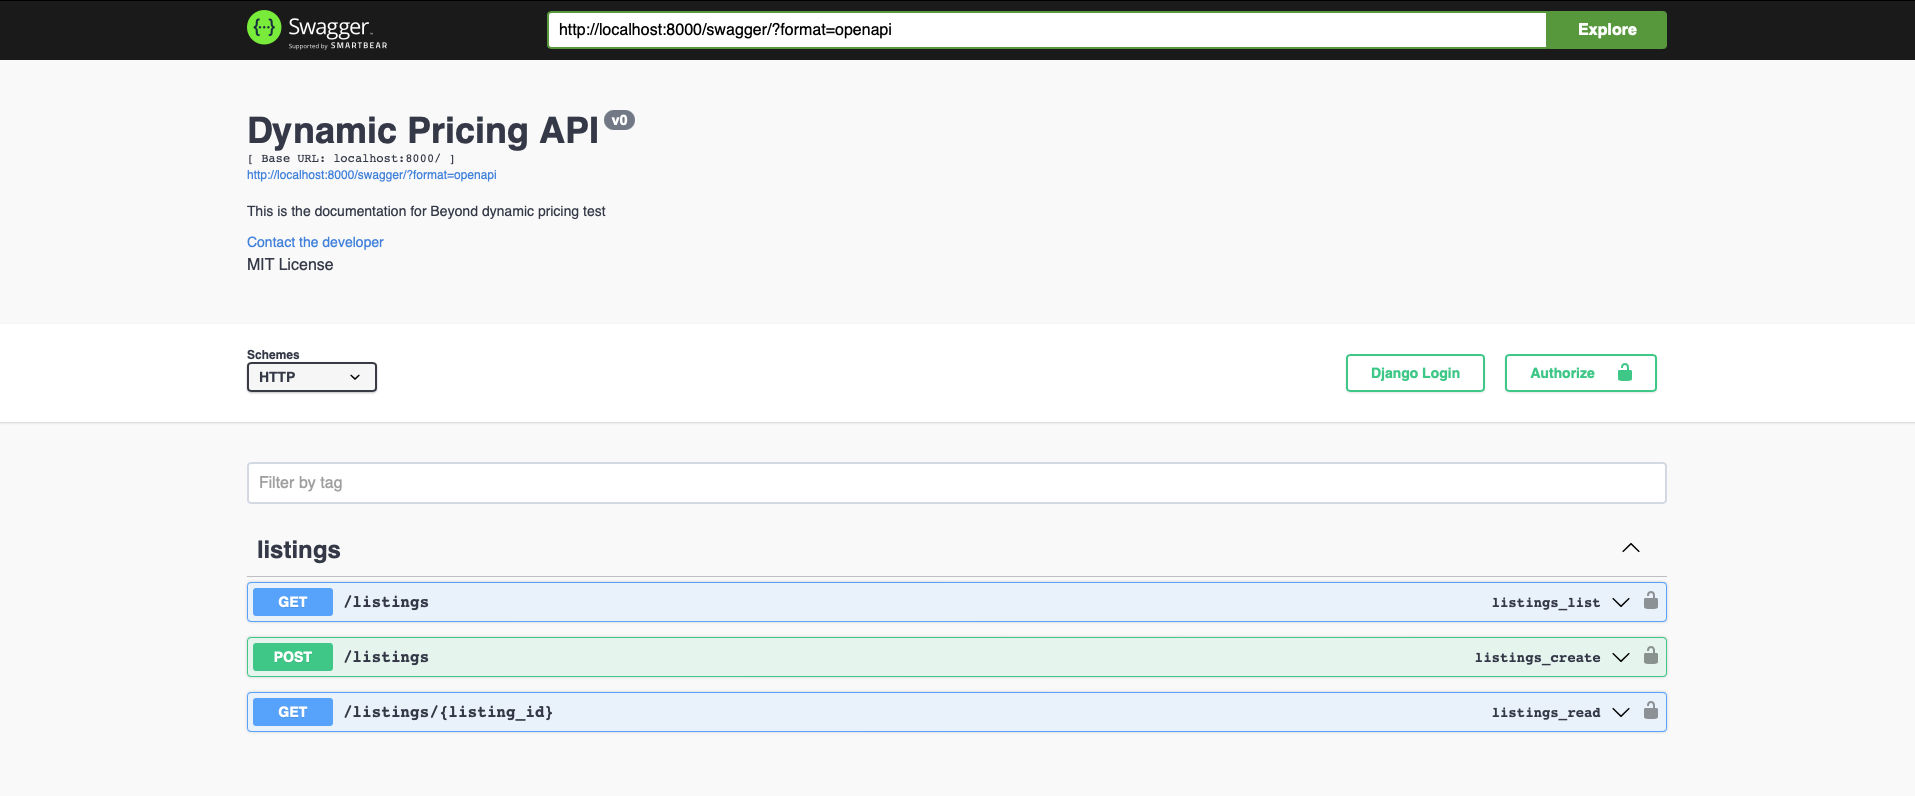 Swagger
Supported by SMARTBEAR
http://localhost:8000/swagger/?format=openapi
Explore
Dynamic Pricing API v0
[ Base URL: localhost:8000/ ]
http://localhost:8000/swagger/?format=openapi
This is the documentation for Beyond dynamic pricing test
Contact the developer
MIT License
Schemes
HTTP
Django Login
Authorize
Filter by tag
listings
GET /listings listings_list
POST /listings listings_create
GET /listings/{listing_id} listings_read